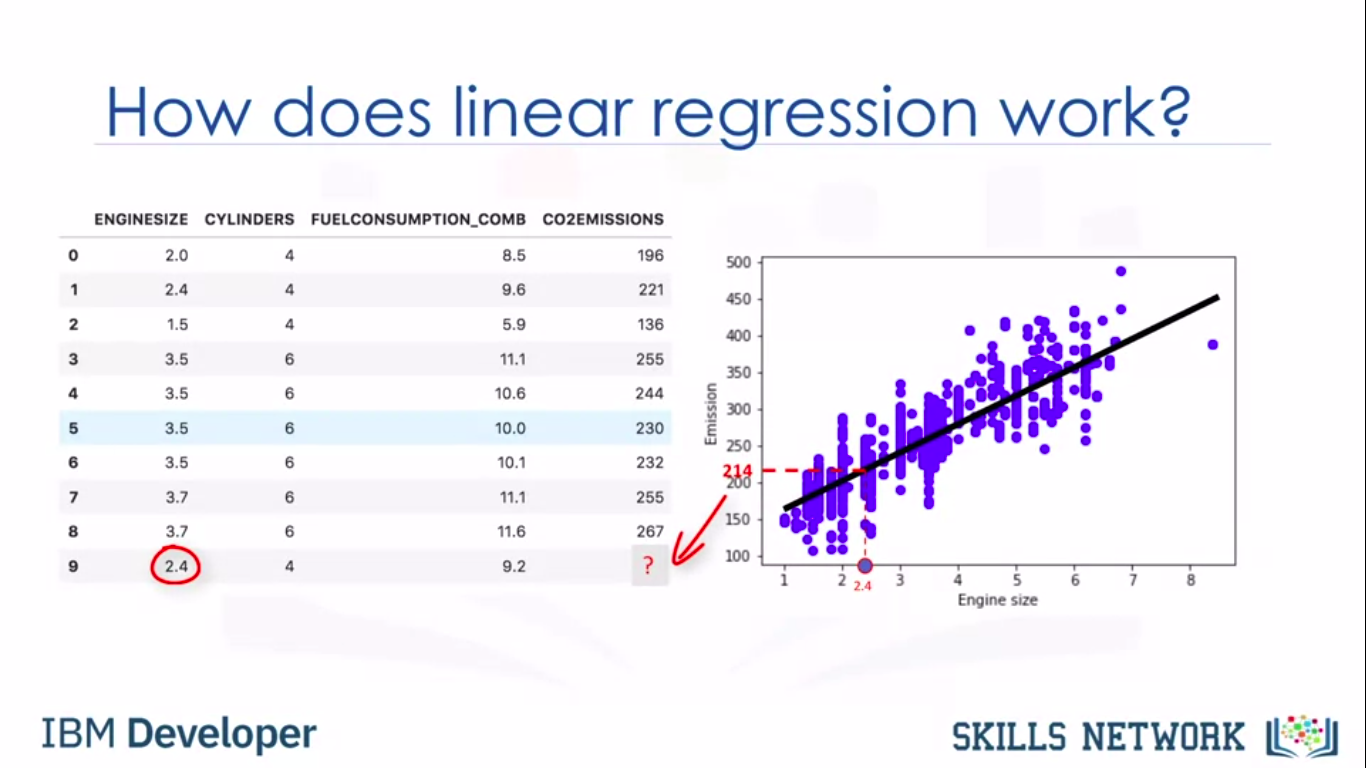 How does linear regression work?
ENGINESIZE CYLINDERS FUELCONSUMPTION_COMB CO2EMISSIONS
0 2.0 4 8.5 196
1 2.4 4 9.6 221
2 1.5 4 5.9 136
3 3.5 6 11.1 255
4 3.5 6 10.6 244
5 3.5 6 10.0 230
6 3.5 6 10.1 232
7 3.7 6 11.1 255
8 3.7 6 11.6 267
9 2.4 4 9.2 ?
500
450
400
350
300
250
214
200
150
100
Emission
1 2 3 4 5 6 7 8
2.4
Engine size
IBM Developer
SKILLS NETWORK